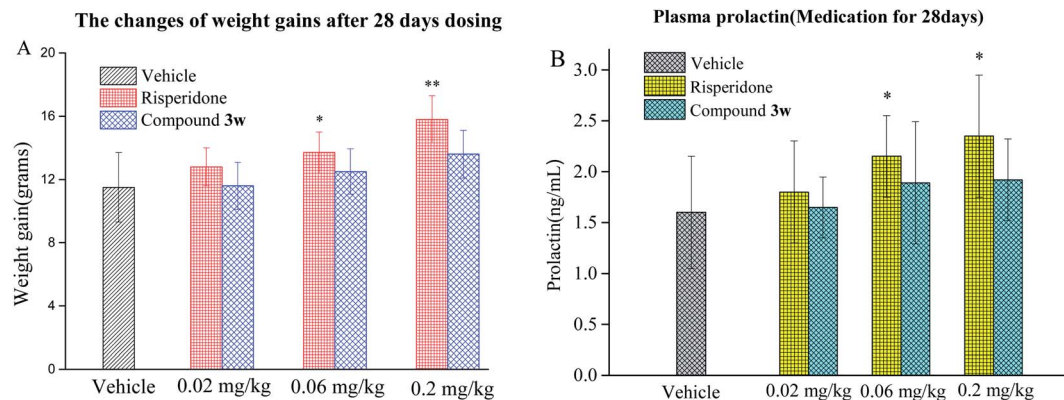 The changes of weight gains after 28 days dosing
A
Weight gain(grams)
20
16
12
8
4
0
Vehicle
Risperidone
Compound 3w
*
**
Vehicle
0.02 mg/kg
0.06 mg/kg
0.2 mg/kg
Plasma prolactin(Medication for 28days)
B
Prolactin(ng/mL)
3.0
2.5
2.0
1.5
1.0
0.5
0.0
Vehicle
Risperidone
Compound 3w
*
*
Vehicle
0.02 mg/kg
0.06 mg/kg
0.2 mg/kg